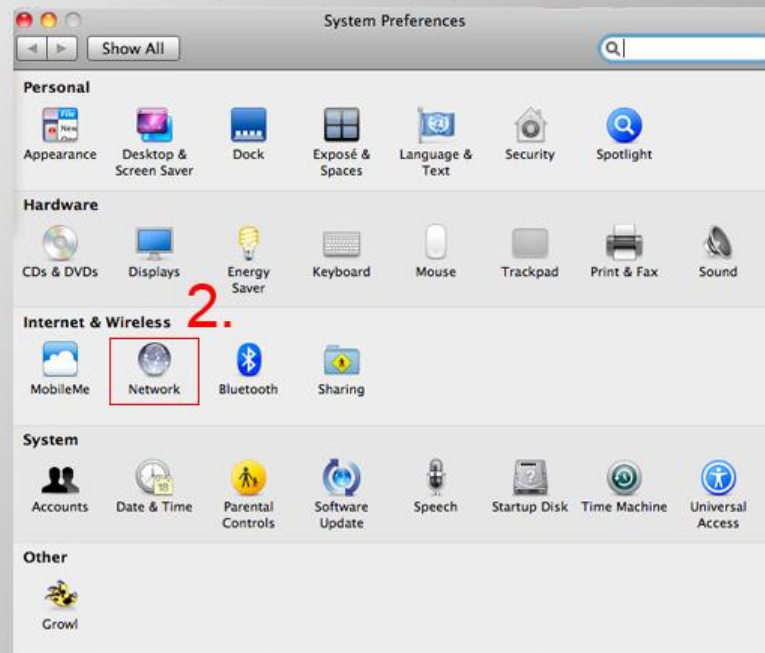 System Preferences
Show All
Personal
Appearance Desktop & Screen Saver Dock Exposé & Spaces Language & Text Security Spotlight
Hardware
CDs & DVDs Displays Energy Saver Keyboard Mouse Trackpad Print & Fax Sound
2.
Internet & Wireless
MobileMe Network Bluetooth Sharing
System
Accounts Date & Time Parental Controls Software Update Speech Startup Disk Time Machine Universal Access
Other
Growl